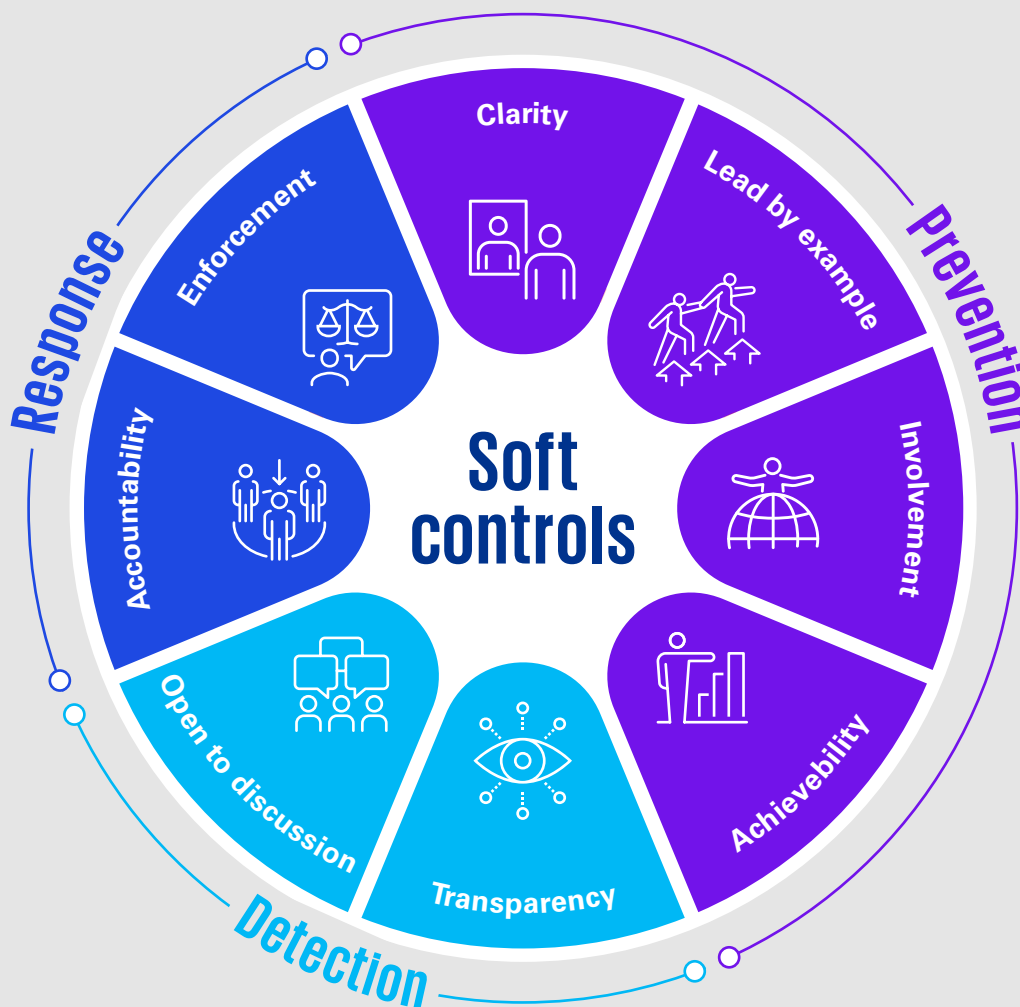 Soft
controls
Clarity
Lead by example
Involvement
Achievebility
Transparency
Open to discussion
Accountability
Enforcement
Prevention
Detection
Response